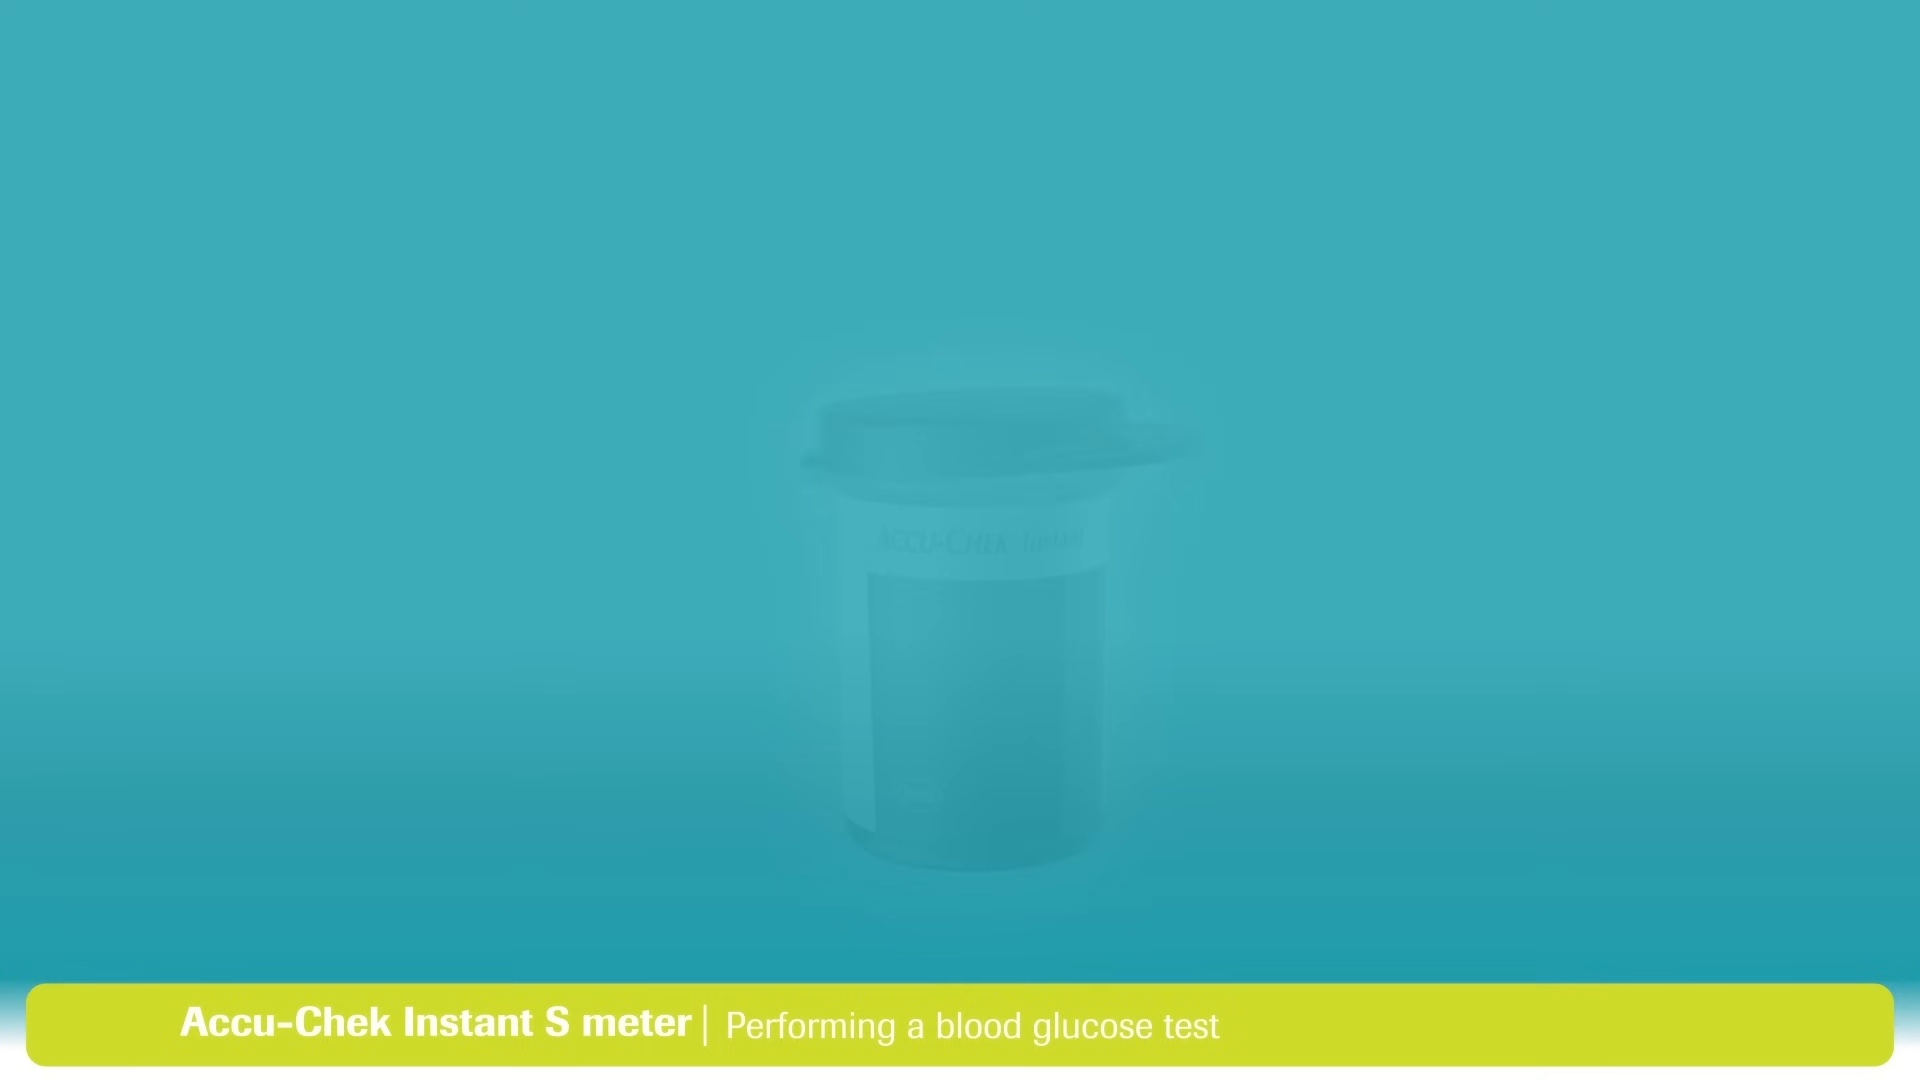 ACCU-CHEK Instant
Accu-Chek Instant S meter | Performing a blood glucose test